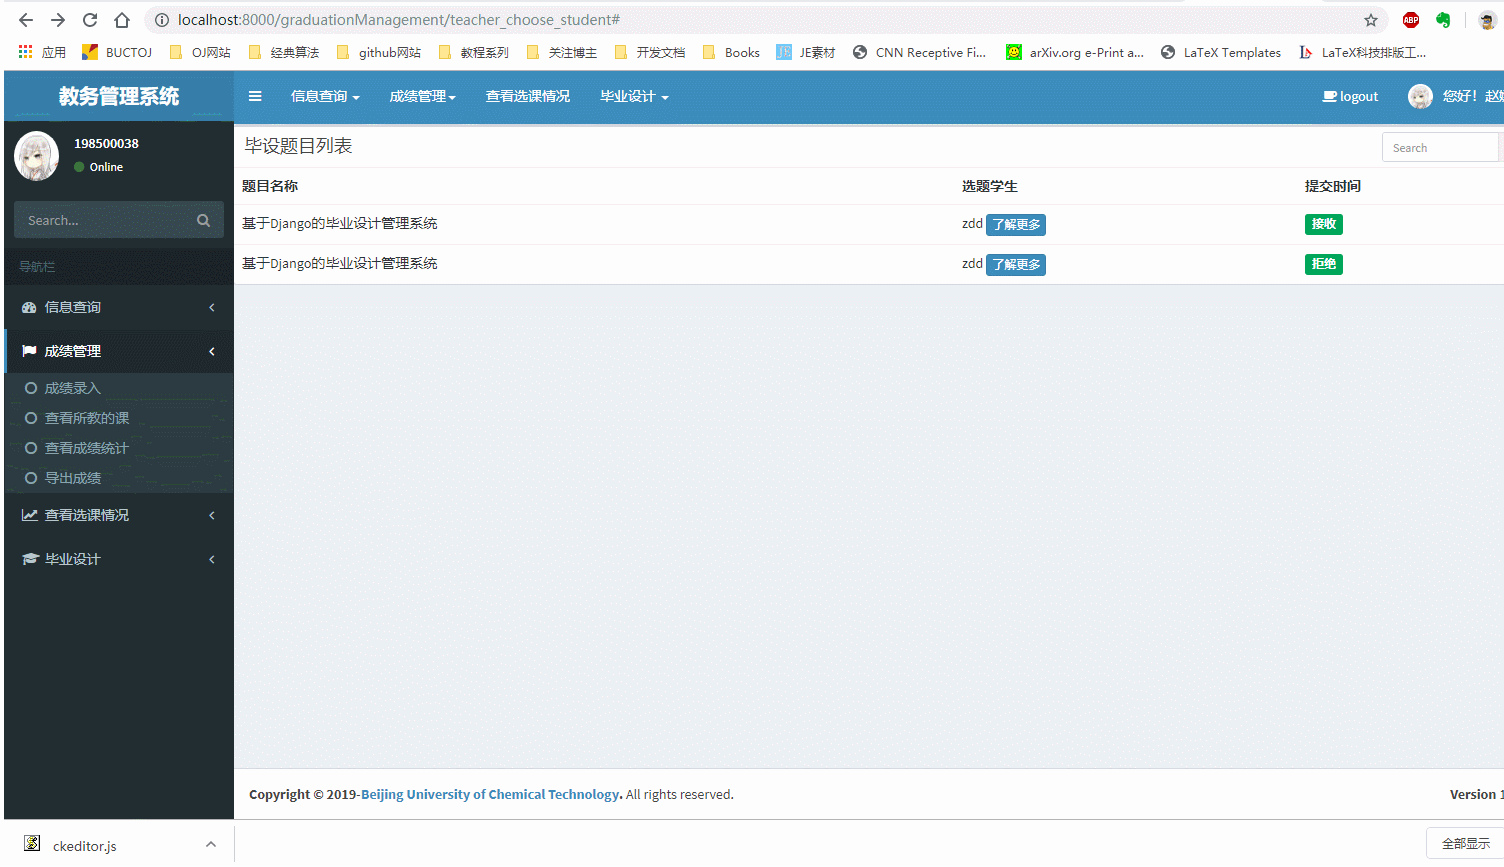 localhost:8000/graduationManagement/teacher_choose_student#
ABP
应用 BUCTOJ OJ网站 经典算法 github网站 教程系列 关注博主 开发文档 Books JE素材 CNN Receptive Fi... arXiv.org e-Print a... LaTeX Templates LaTeX科技排版工...
教务管理系统 信息查询 成绩管理 查看选课情况 毕业设计 logout 您好！赵
198500038
Online
Search...
导航栏
信息查询
成绩管理
成绩录入
查看所教的课
查看成绩统计
导出成绩
查看选课情况
毕业设计
毕设题目列表 Search
题目名称 选题学生 提交时间
基于Django的毕业设计管理系统 zdd 了解更多 接收
基于Django的毕业设计管理系统 zdd 了解更多 拒绝
Copyright © 2019-Beijing University of Chemical Technology. All rights reserved. Version 1
ckeditor.js 全部显示